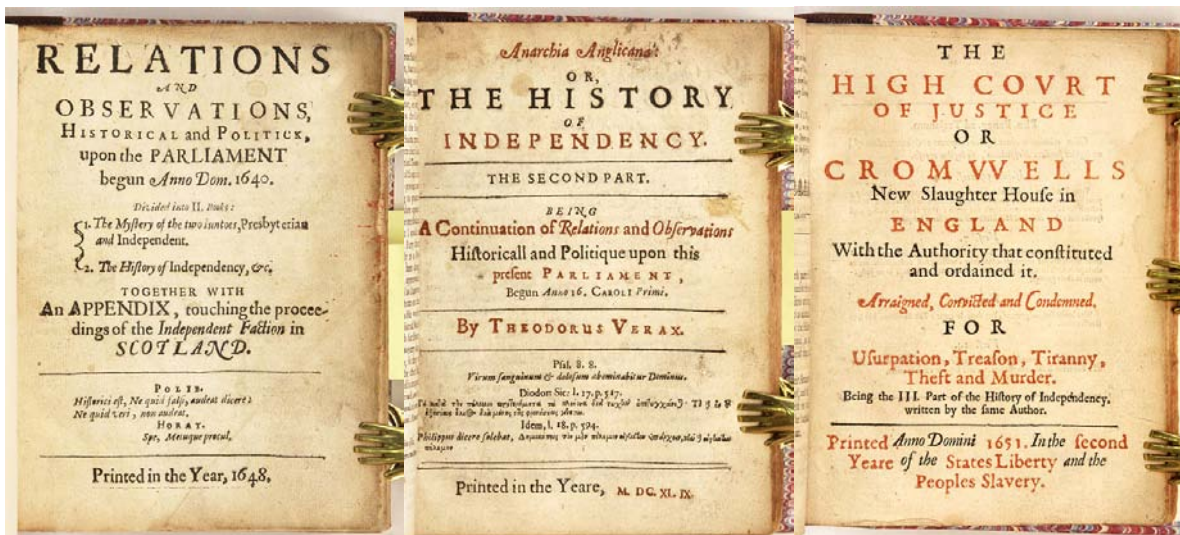 RELATIONS
AND
OBSERVATIONS,
HISTORICAL and POLITICK,
upon the PARLIAMENT
begun Anno Dom. 1640.
Divided into II. Books:
1. The Mystery of the two Iuntoes, Presbyterian
and Independent.
2. The History of Independency, &c.
TOGETHER WITH
An APPENDIX, touching the procee-
dings of the Independent Faction in
SCOTLAND.
POLIB.
Historici est, Ne quid falsi, audeat dicere:
Ne quid veri, non audeat.
HORAT.
Spe, Metuque procul.
Printed in the Year, 1648.
Anarchia Anglicana:
OR,
THE HISTORY
OF
INDEPENDENCY.
THE SECOND PART.
BEING
A Continuation of Relations and Observations
Historicall and Politique upon this
present PARLIAMENT,
Begun Anno 16. CAROLI Primi.
By THEODORUS VERAX.
Psal. 8. 8.
Virum sanguinum & dolosum abominabitur Dominus.
Diodor Sic: l. 17. p. 517.
Idem, l. 18. p. 594.
Philippus dicere solebat,
Printed in the Yeare, M. DC. XL. IX.
THE
HIGH COVRT
OF JUSTICE
OR
CROMVVELLS
New Slaughter House in
ENGLAND
With the Authority that constituted
and ordained it.
Arraigned, Convicted and Condemned,
FOR
Usurpation, Treason, Tiranny,
Theft and Murder.
Being the III. Part of the History of Independency,
written by the same Author.
Printed Anno Domini 1651. In the second
Yeare of the States Liberty and the
Peoples Slavery.